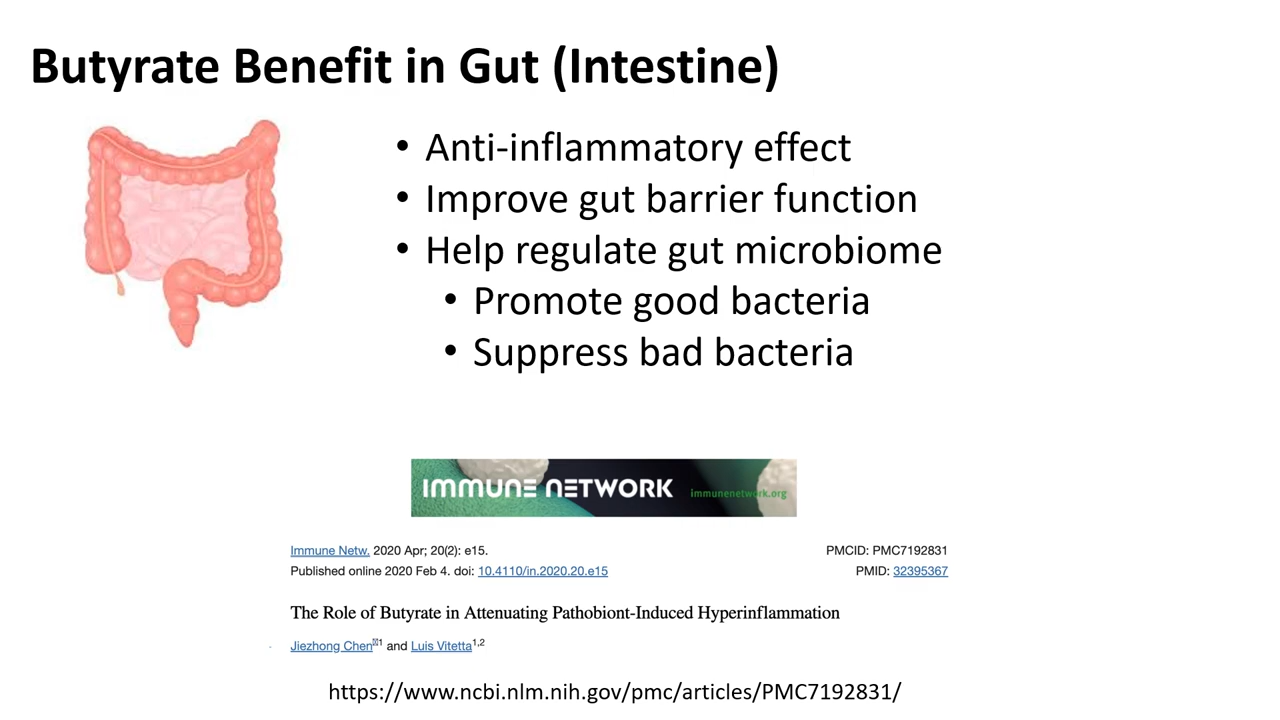 Butyrate Benefit in Gut (Intestine)
• Anti-inflammatory effect
• Improve gut barrier function
• Help regulate gut microbiome
• Promote good bacteria
• Suppress bad bacteria
IMMUNE NETWORK immunenetwork.org
Immune Netw. 2020 Apr; 20(2): e15. PMCID: PMC7192831
Published online 2020 Feb 4. doi: 10.4110/in.2020.20.e15 PMID: 32395367
The Role of Butyrate in Attenuating Pathobiont-Induced Hyperinflammation
Jiezhong Chen1 and Luis Vitetta1,2
https://www.ncbi.nlm.nih.gov/pmc/articles/PMC7192831/